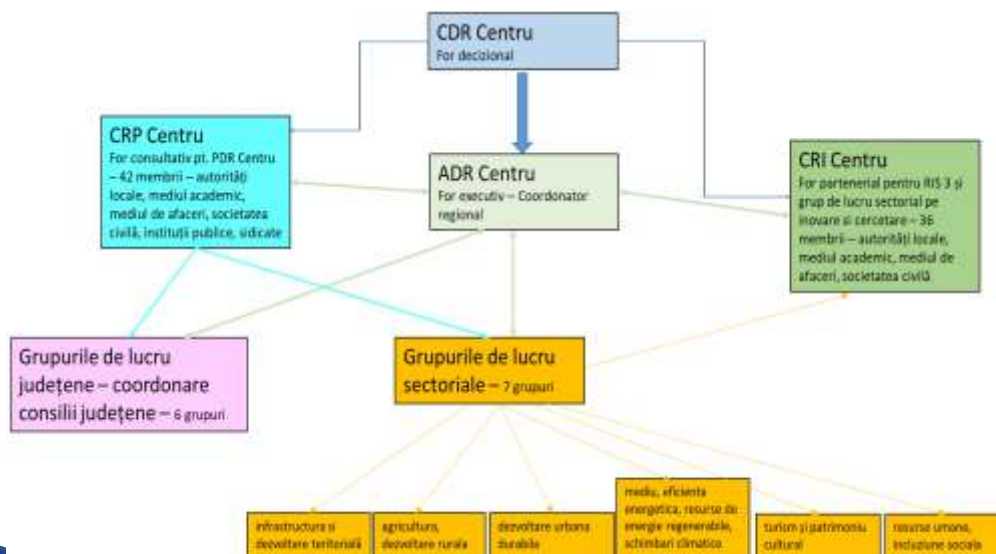 CDR Centru
For decizional
CRP Centru
For consultativ pt. PDR Centru
– 42 membrii – autorități
locale, mediul academic,
mediul de afaceri, societatea
civilă, instituții publice, sidicate
ADR Centru
For executiv – Coordonator
regional
CRI Centru
For partenerial pentru RIS 3 și
grup de lucru sectorial pe
inovare si cercetare – 36
membrii – autorități locale,
mediul academic, mediul de
afaceri, societatea civilă
Grupurile de lucru
județene – coordonare
consilii județene – 6 grupuri
Grupurile de lucru
sectoriale – 7 grupuri
infrastructura si
dezvoltare teritorială
agricultura,
dezvoltare rurala
dezvoltare urbana
durabila
mediu, eficienta
energetica, resurse de
energie regenerabile,
schimbari climatice
turism și patrimoniu
cultural
resurse umane,
incluziune sociala